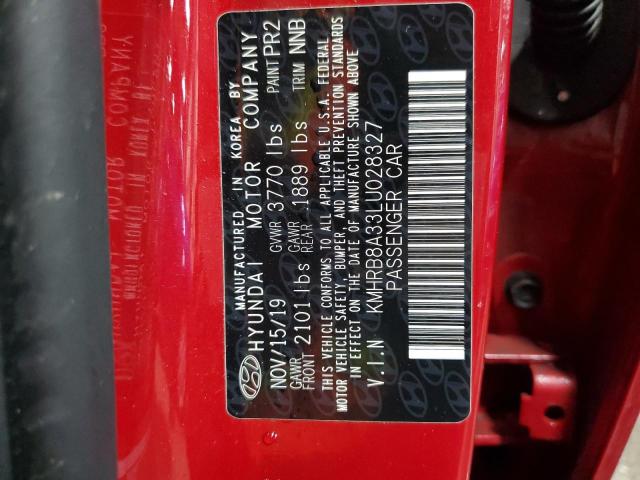 MANUFACTURED IN KOREA BY
HYUNDAI MOTOR COMPANY
NOV/15/19 GVWR 3770 lbs PAINT PR2
GAWR FRONT 2101 lbs GAWR REAR 1889 lbs TRIM NNB
THIS VEHICLE CONFORMS TO ALL APPLICABLE U.S.A. FEDERAL
MOTOR VEHICLE SAFETY, BUMPER, AND THEFT PREVENTION STANDARDS
IN EFFECT ON THE DATE OF MANUFACTURE SHOWN ABOVE
V.I.N KMHRB8A33LU028327
PASSENGER CAR